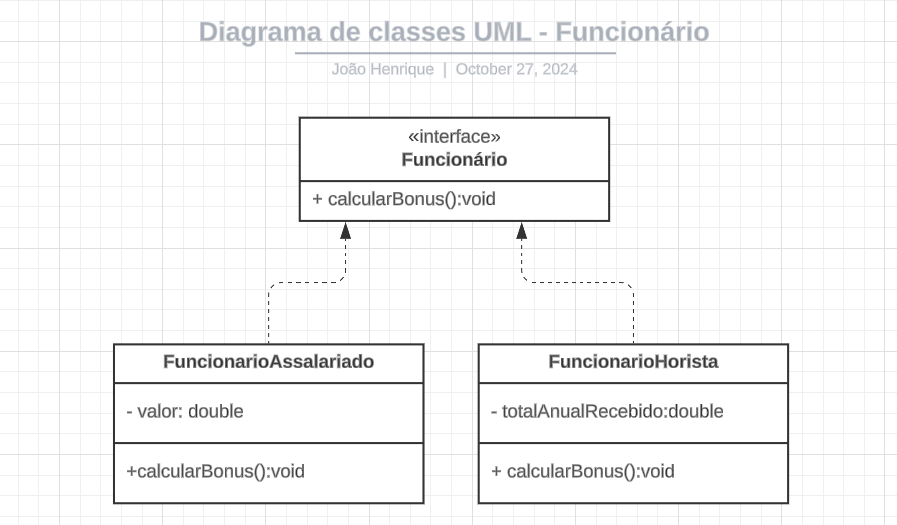 Diagrama de classes UML - Funcionário
João Henrique | October 27, 2024
«interface»
Funcionário
+ calcularBonus():void
FuncionarioAssalariado
- valor: double
+calcularBonus():void
FuncionarioHorista
- totalAnualRecebido:double
+ calcularBonus():void